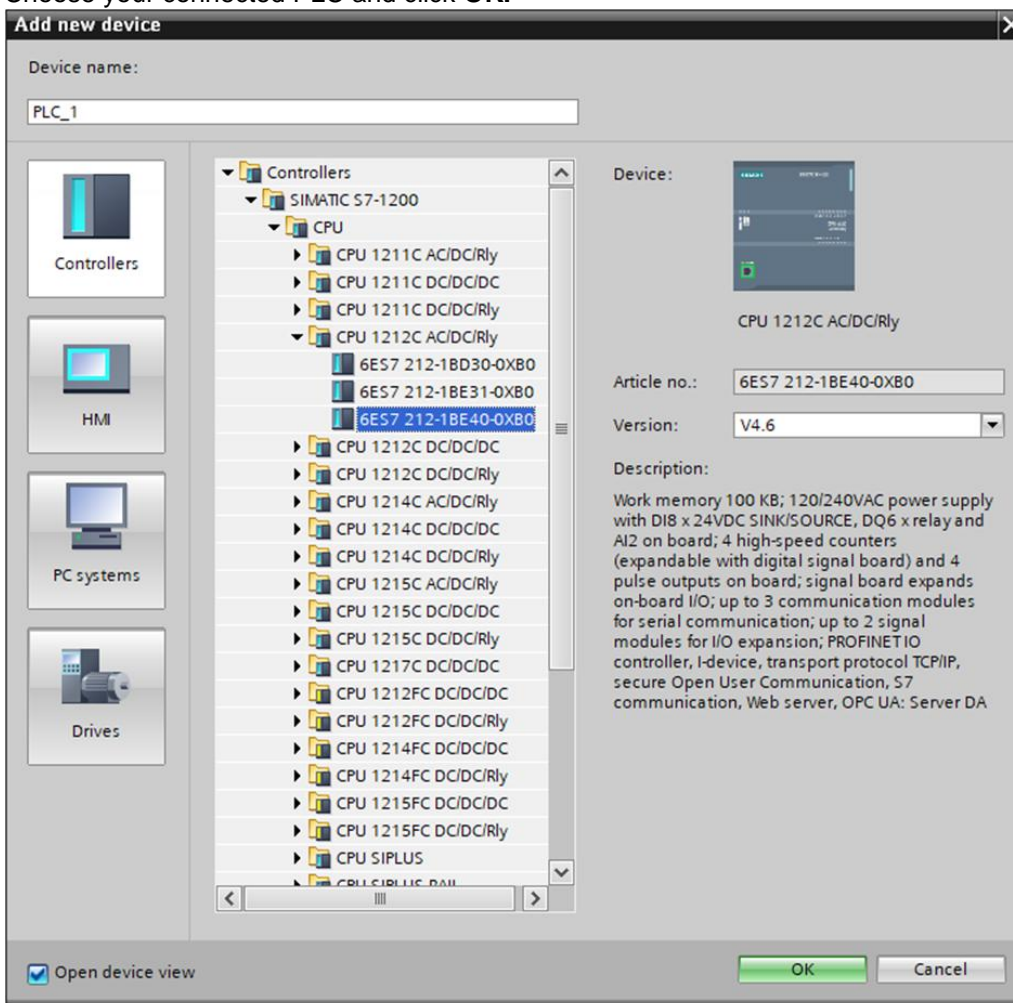 Choose your connected PLC and click OK.
Add new device
Device name:
PLC_1
Controllers
HMI
PC systems
Drives
Controllers
SIMATIC S7-1200
CPU
CPU 1211C AC/DC/Rly
CPU 1211C DC/DC/DC
CPU 1211C DC/DC/Rly
CPU 1212C AC/DC/Rly
6ES7 212-1BD30-0XB0
6ES7 212-1BE31-0XB0
6ES7 212-1BE40-0XB0
CPU 1212C DC/DC/DC
CPU 1212C DC/DC/Rly
CPU 1214C AC/DC/Rly
CPU 1214C DC/DC/DC
CPU 1214C DC/DC/Rly
CPU 1215C AC/DC/Rly
CPU 1215C DC/DC/DC
CPU 1215C DC/DC/Rly
CPU 1217C DC/DC/DC
CPU 1212FC DC/DC/DC
CPU 1212FC DC/DC/Rly
CPU 1214FC DC/DC/DC
CPU 1214FC DC/DC/Rly
CPU 1215FC DC/DC/DC
CPU 1215FC DC/DC/Rly
CPU SIPLUS
CPU SIPLUS RAIL
Device:
CPU 1212C AC/DC/Rly
Article no.:
6ES7 212-1BE40-0XB0
Version:
V4.6
Description:
Work memory 100 KB; 120/240VAC power supply
with DI8 x 24VDC SINK/SOURCE, DQ6 x relay and
AI2 on board; 4 high-speed counters
(expandable with digital signal board) and 4
pulse outputs on board; signal board expands
on-board I/O; up to 3 communication modules
for serial communication; up to 2 signal
modules for I/O expansion; PROFINET IO
controller, I-device, transport protocol TCP/IP,
secure Open User Communication, S7
communication, Web server, OPC UA: Server DA
Open device view
OK
Cancel